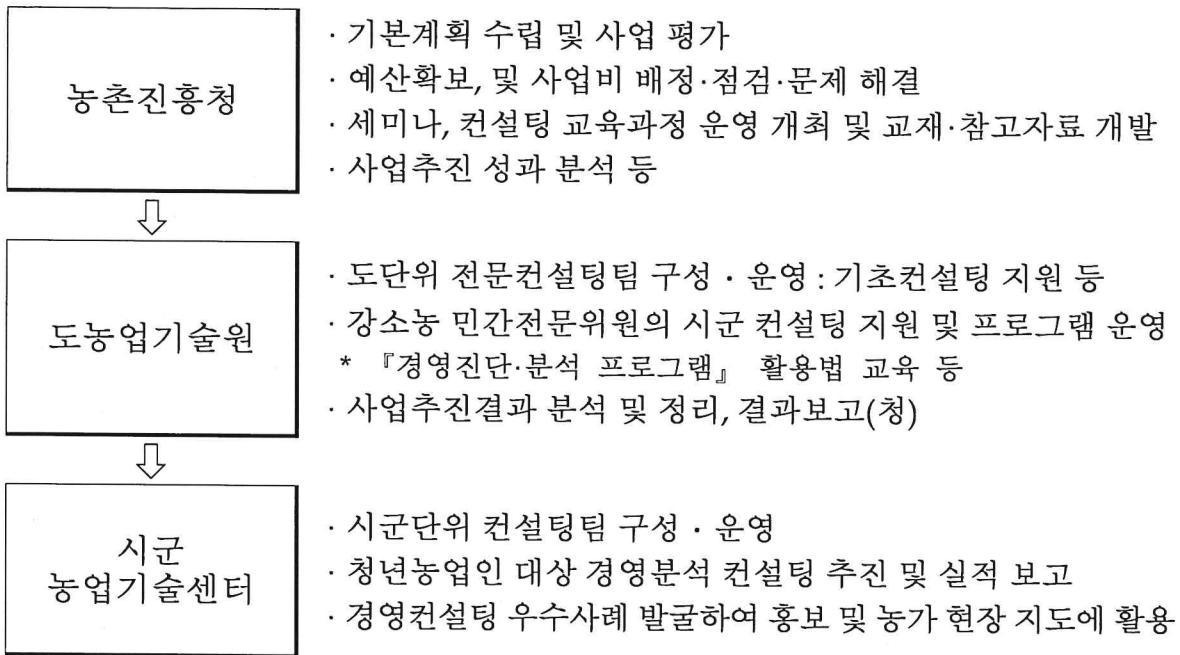 농촌진흥청
· 기본계획 수립 및 사업 평가
· 예산확보, 및 사업비 배정·점검·문제 해결
· 세미나, 컨설팅 교육과정 운영 개최 및 교재·참고자료 개발
· 사업추진 성과 분석 등
도농업기술원
· 도단위 전문컨설팅팀 구성 · 운영 : 기초컨설팅 지원 등
· 강소농 민간전문위원의 시군 컨설팅 지원 및 프로그램 운영
* 『경영진단·분석 프로그램』 활용법 교육 등
· 사업추진결과 분석 및 정리, 결과보고(청)
시군
농업기술센터
· 시군단위 컨설팅팀 구성 · 운영
· 청년농업인 대상 경영분석 컨설팅 추진 및 실적 보고
· 경영컨설팅 우수사례 발굴하여 홍보 및 농가 현장 지도에 활용